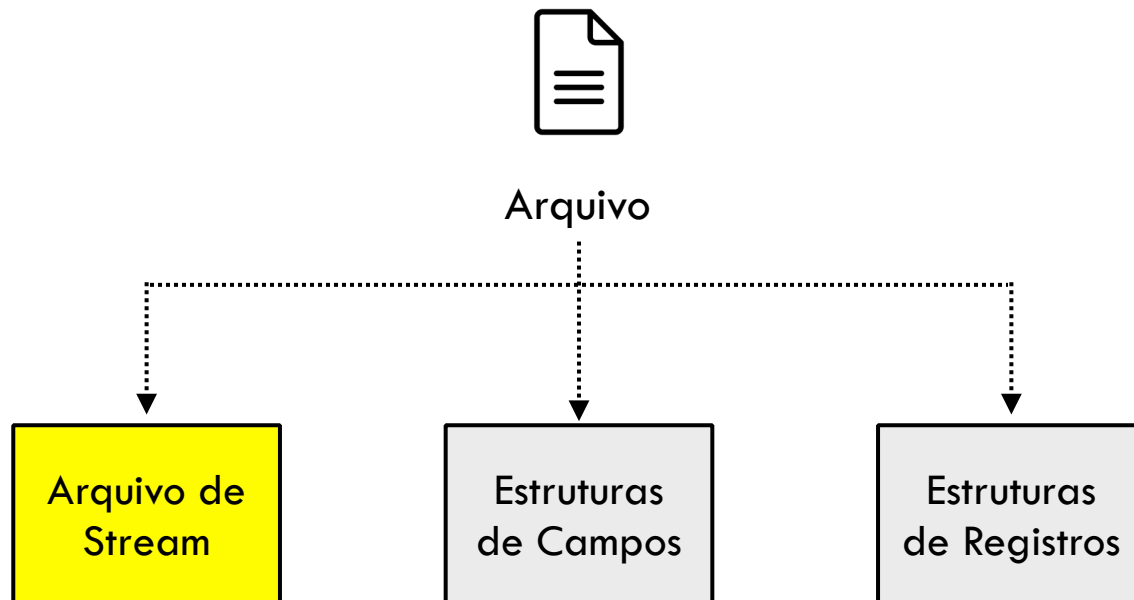 Arquivo
Arquivo de
Stream
Estruturas
de Campos
Estruturas
de Registros